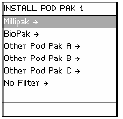 INSTALL POD PAK 1
Millipak →
BioPak →
Other Pod Pak A →
Other Pod Pak B →
Other Pod Pak C →
No Filter →